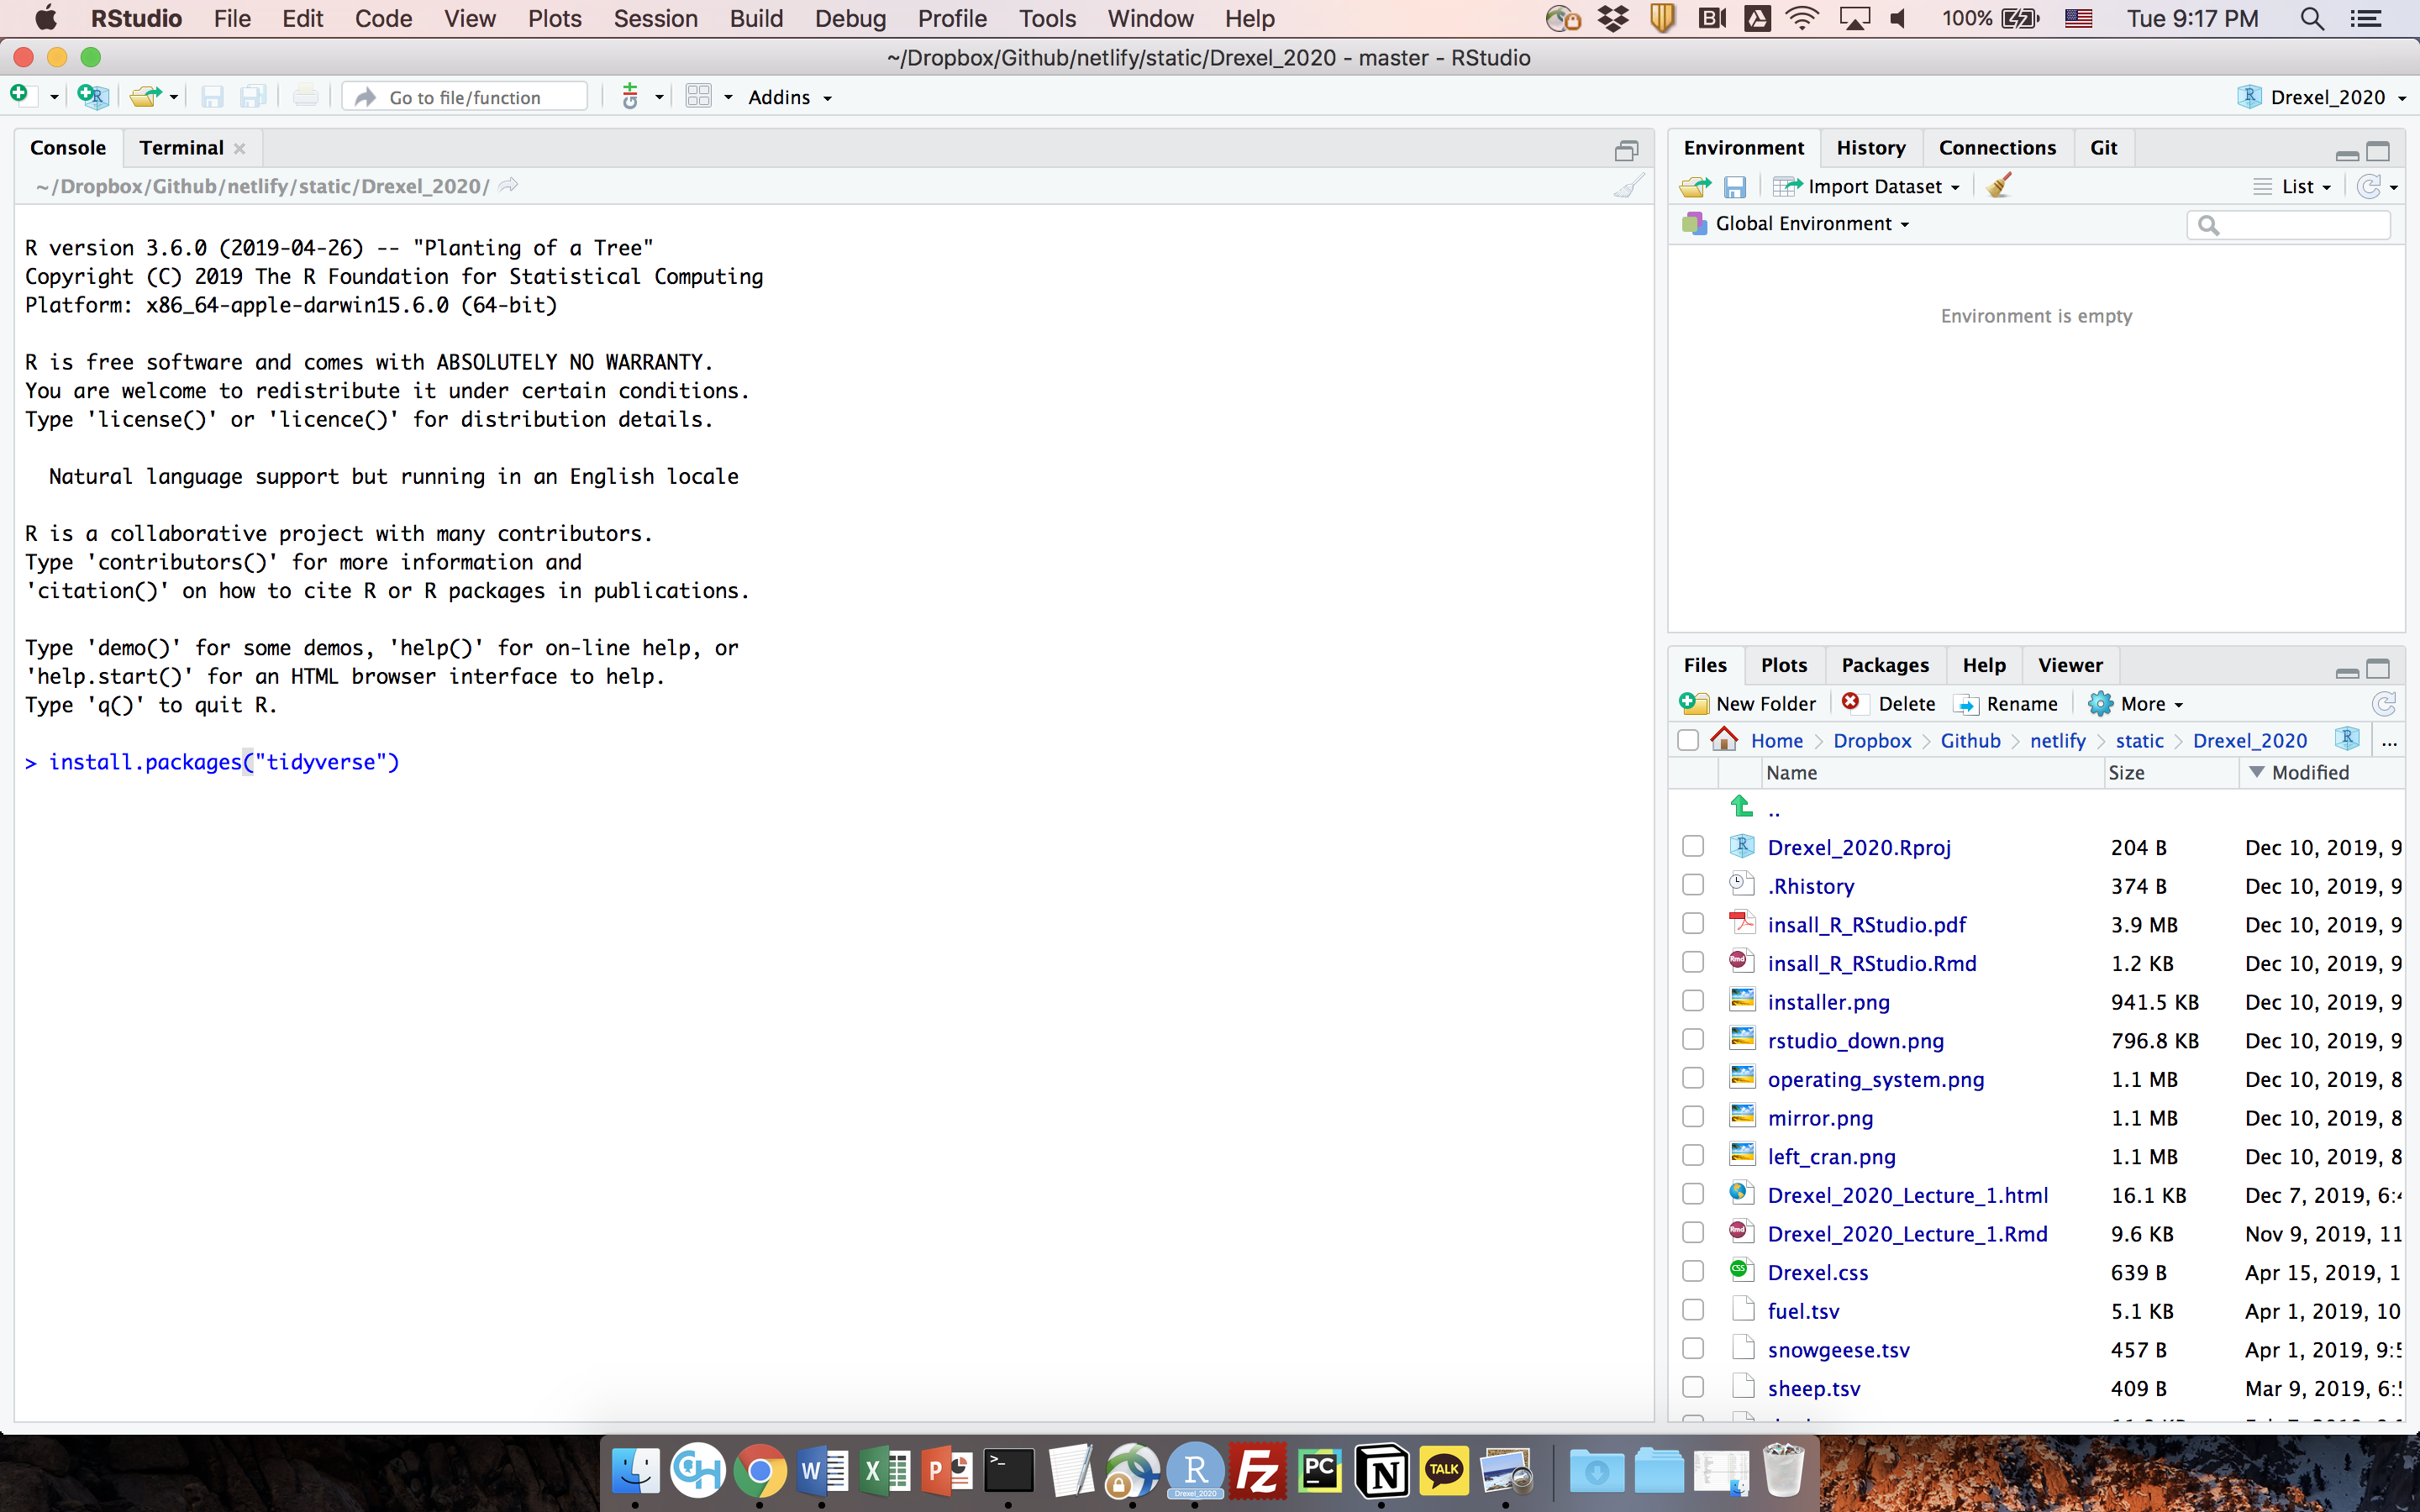 RStudio File Edit Code View Plots Session Build Debug Profile Tools Window Help 100% Tue 9:17 PM
~/Dropbox/Github/netlify/static/Drexel_2020 - master - RStudio
Go to file/function Addins Drexel_2020
Console Terminal
~/Dropbox/Github/netlify/static/Drexel_2020/
R version 3.6.0 (2019-04-26) -- "Planting of a Tree"
Copyright (C) 2019 The R Foundation for Statistical Computing
Platform: x86_64-apple-darwin15.6.0 (64-bit)
R is free software and comes with ABSOLUTELY NO WARRANTY.
You are welcome to redistribute it under certain conditions.
Type 'license()' or 'licence()' for distribution details.
Natural language support but running in an English locale
R is a collaborative project with many contributors.
Type 'contributors()' for more information and
'citation()' on how to cite R or R packages in publications.
Type 'demo()' for some demos, 'help()' for on-line help, or
'help.start()' for an HTML browser interface to help.
Type 'q()' to quit R.
> install.packages("tidyverse")
Environment History Connections Git
Import Dataset List
Global Environment
Environment is empty
Files Plots Packages Help Viewer
New Folder Delete Rename More
Home Dropbox Github netlify static Drexel_2020 ...
Name Size Modified
..
Drexel_2020.Rproj 204 B Dec 10, 2019, 9
.Rhistory 374 B Dec 10, 2019, 9
insall_R_RStudio.pdf 3.9 MB Dec 10, 2019, 9
insall_R_RStudio.Rmd 1.2 KB Dec 10, 2019, 9
installer.png 941.5 KB Dec 10, 2019, 9
rstudio_down.png 796.8 KB Dec 10, 2019, 9
operating_system.png 1.1 MB Dec 10, 2019, 8
mirror.png 1.1 MB Dec 10, 2019, 8
left_cran.png 1.1 MB Dec 10, 2019, 8
Drexel_2020_Lecture_1.html 16.1 KB Dec 7, 2019, 6:4
Drexel_2020_Lecture_1.Rmd 9.6 KB Nov 9, 2019, 11
Drexel.css 639 B Apr 15, 2019, 1
fuel.tsv 5.1 KB Apr 1, 2019, 10
snowgeese.tsv 457 B Apr 1, 2019, 9:5
sheep.tsv 409 B Mar 9, 2019, 6:
W X P >_ R Drexel_2020 Fz PC N TALK